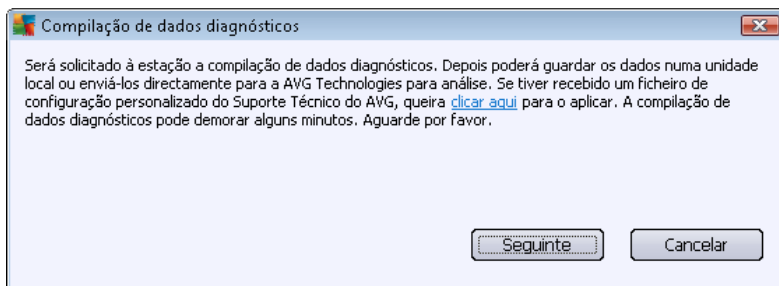 Compilação de dados diagnósticos
Será solicitado à estação a compilação de dados diagnósticos. Depois poderá guardar os dados numa unidade
local ou enviá-los directamente para a AVG Technologies para análise. Se tiver recebido um ficheiro de
configuração personalizado do Suporte Técnico do AVG, queira clicar aqui para o aplicar. A compilação de
dados diagnósticos pode demorar alguns minutos. Aguarde por favor.
Seguinte
Cancelar